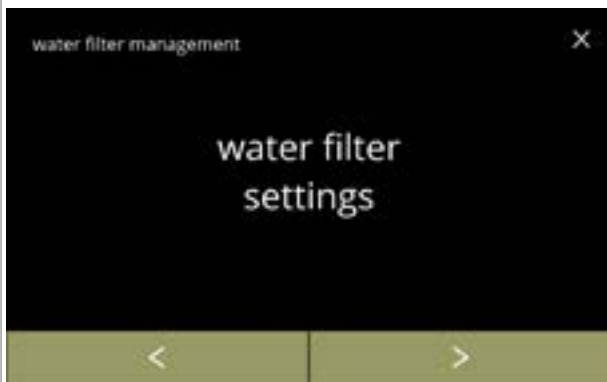 water filter management
X
water filter
settings
< >